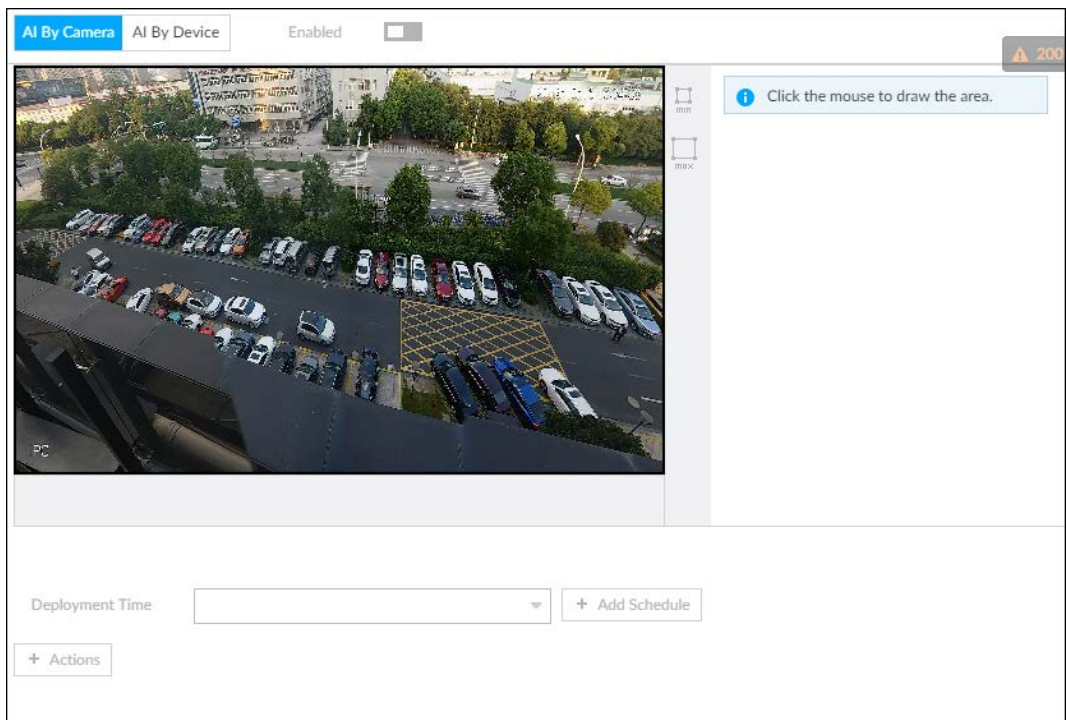 AI By Camera AI By Device Enabled
200
Click the mouse to draw the area.
min
max
PC
Deployment Time + Add Schedule
+ Actions